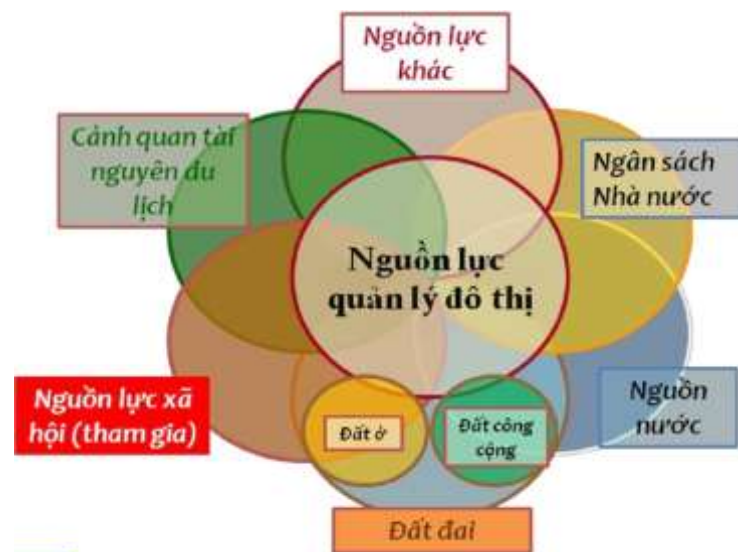 Nguồn lực
khác
Cảnh quan tài
nguyên du
lịch
Ngân sách
Nhà nước
Nguồn lực
quản lý đô thị
Nguồn lực xã
hội (tham gia)
Nguồn
nước
Đất ở
Đất công
cộng
Đất đai